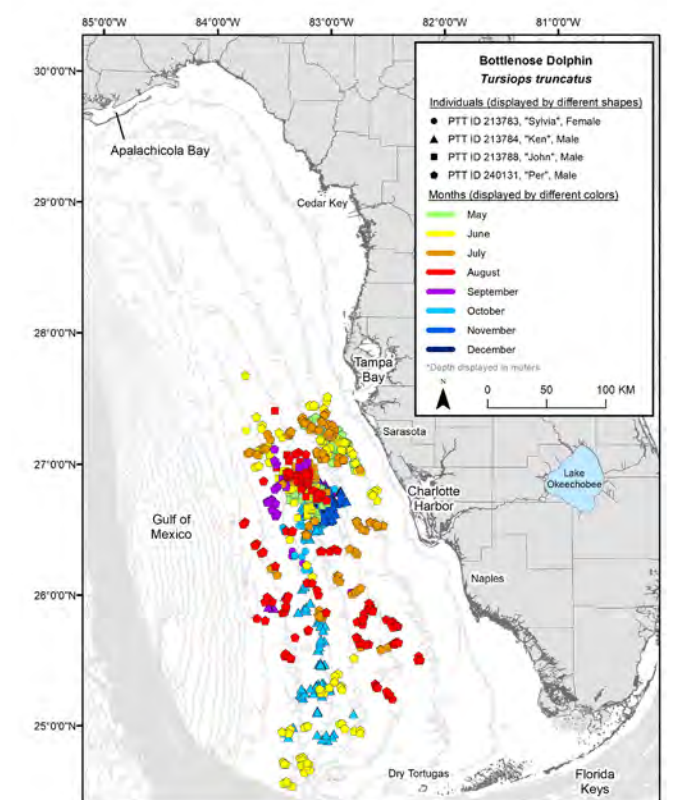 85°0'0"W
84°0'0"W
83°0'0"W
82°0'0"W
81°0'0"W
30°0'0"N
29°0'0"N
28°0'0"N
27°0'0"N
26°0'0"N
25°0'0"N
Bottlenose Dolphin
Tursiops truncatus
Individuals (displayed by different shapes)
PTT ID 213783, "Sylvia", Female
PTT ID 213784, "Ken", Male
PTT ID 213788, "John", Male
PTT ID 240131, "Per", Male
Months (displayed by different colors)
May
June
July
August
September
October
November
December
*Depth displayed in meters
N
0 50 100 KM
Apalachicola Bay
Cedar Key
Tampa
Bay
Sarasota
Lake
Okeechobee
Charlotte
Harbor
Gulf of
Mexico
Naples
Dry Tortugas
Florida
Keys